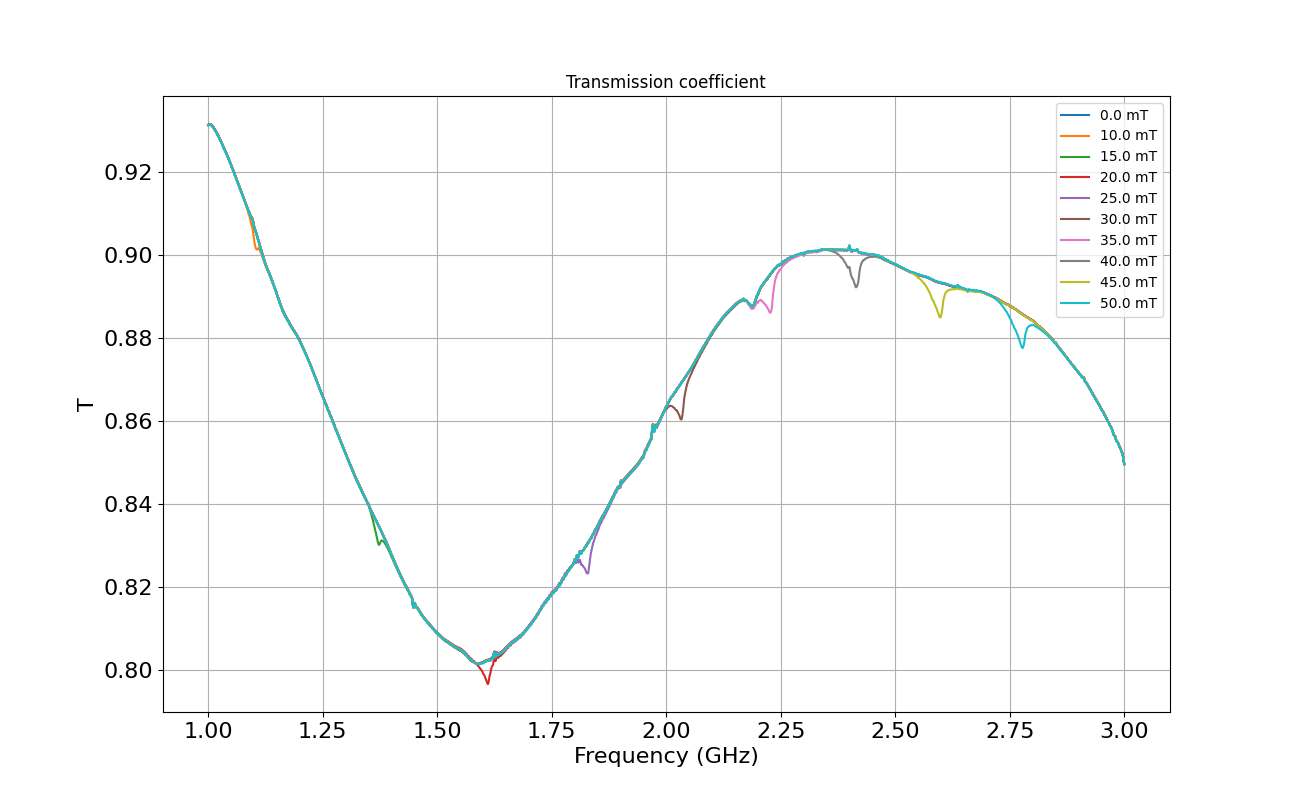 Transmission coefficient
T
0.92
0.90
0.88
0.86
0.84
0.82
0.80
0.0 mT
10.0 mT
15.0 mT
20.0 mT
25.0 mT
30.0 mT
35.0 mT
40.0 mT
45.0 mT
50.0 mT
1.00 1.25 1.50 1.75 2.00 2.25 2.50 2.75 3.00
Frequency (GHz)